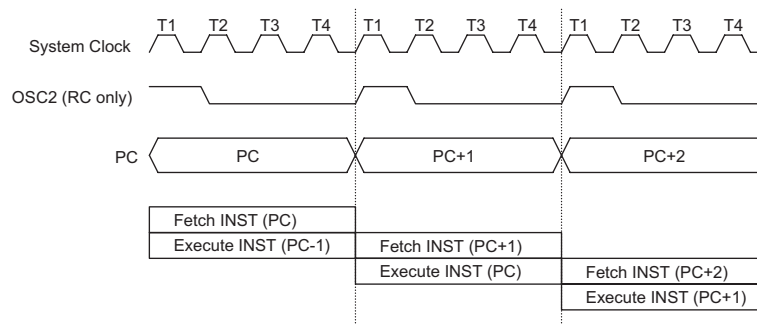 T1 T2 T3 T4 T1 T2 T3 T4 T1 T2 T3 T4
System Clock
OSC2 (RC only)
PC PC PC+1 PC+2
Fetch INST (PC)
Execute INST (PC-1) Fetch INST (PC+1)
Execute INST (PC) Fetch INST (PC+2)
Execute INST (PC+1)